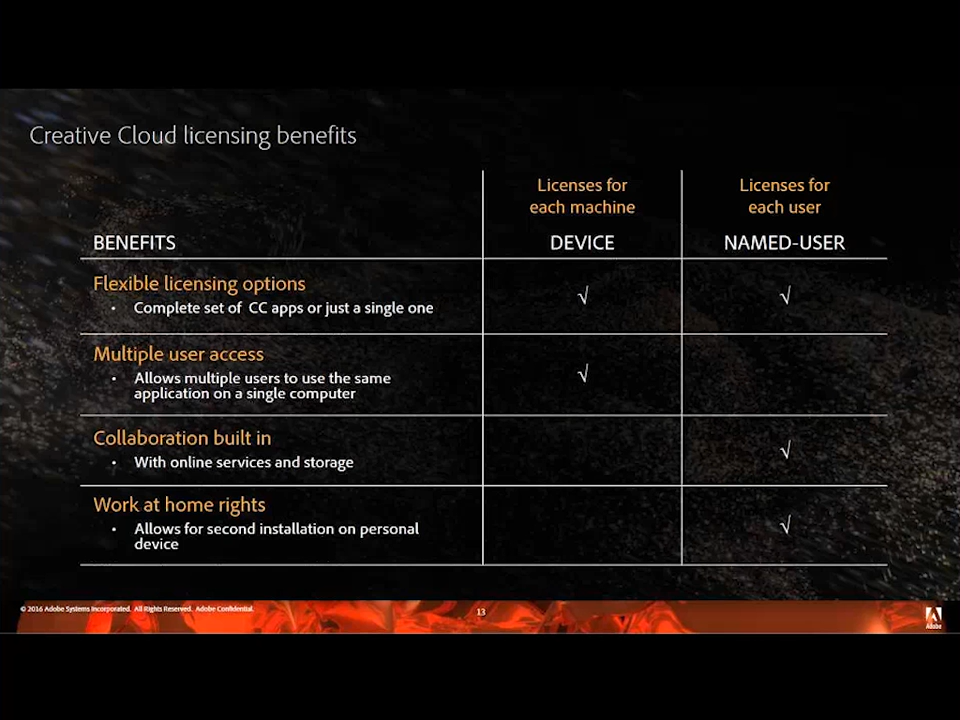 Creative Cloud licensing benefits
Licenses for
each machine
Licenses for
each user
BENEFITS
DEVICE
NAMED-USER
Flexible licensing options
• Complete set of CC apps or just a single one
√
√
Multiple user access
• Allows multiple users to use the same
application on a single computer
√
Collaboration built in
• With online services and storage
√
Work at home rights
• Allows for second installation on personal
device
√
© 2016 Adobe Systems Incorporated. All Rights Reserved. Adobe Confidential.
13
Adobe